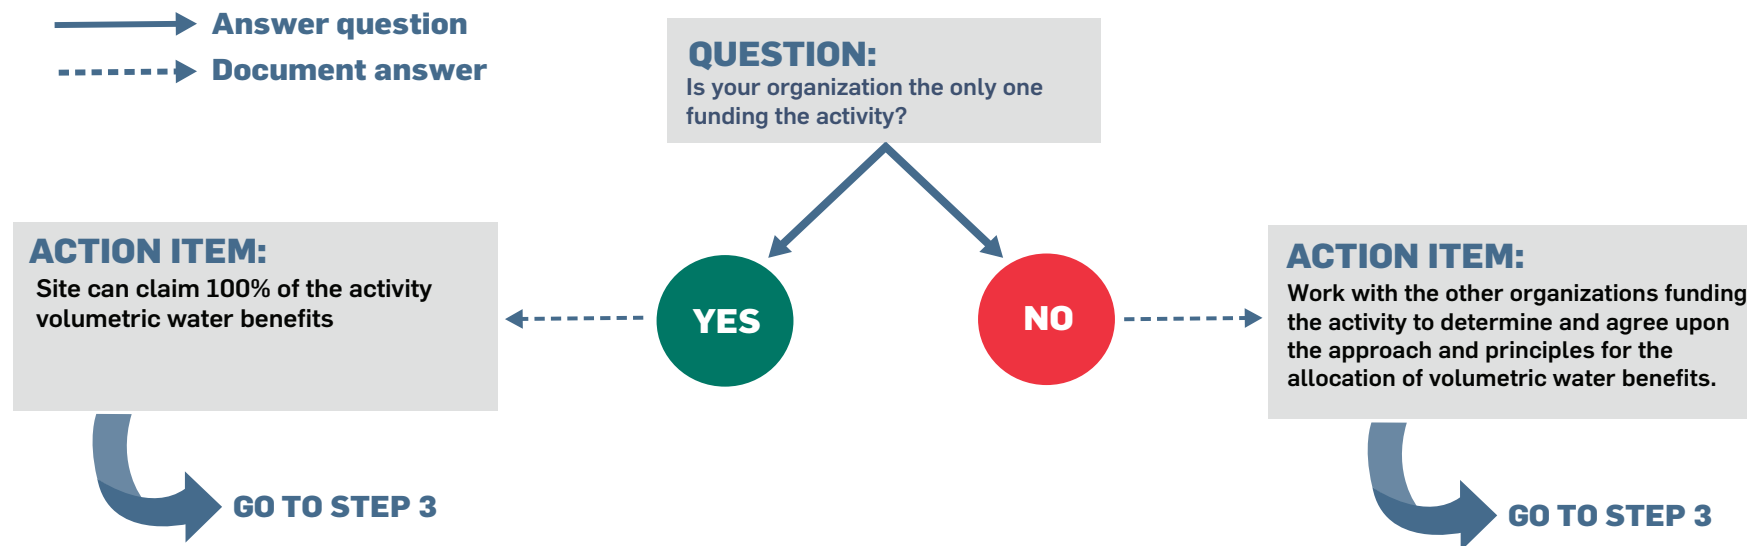 Answer question
Document answer
QUESTION:
Is your organization the only one
funding the activity?
ACTION ITEM:
Site can claim 100% of the activity
volumetric water benefits
YES
NO
ACTION ITEM:
Work with the other organizations funding
the activity to determine and agree upon
the approach and principles for the
allocation of volumetric water benefits.
GO TO STEP 3
GO TO STEP 3